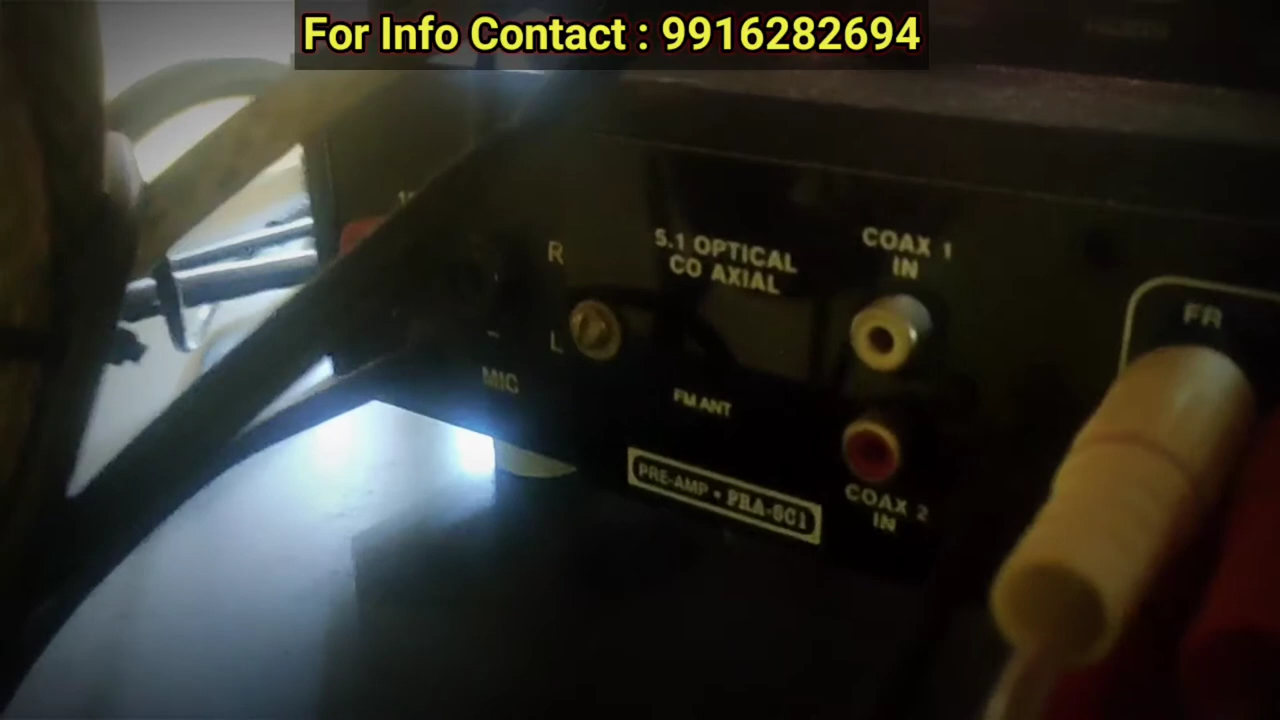 For Info Contact : 9916282694
R
5.1 OPTICAL
CO AXIAL
COAX 1
IN
FR
L
MIC
FM ANT
PRE-AMP • PRA-5C1
COAX 2
IN